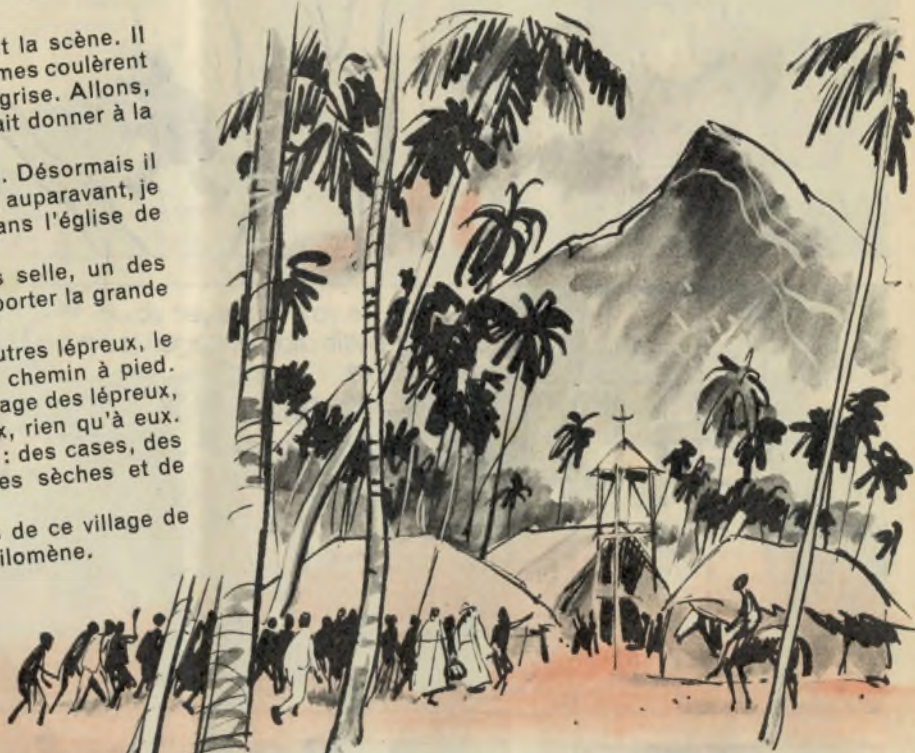 t la scène. Il
mes coulèrent
grise. Allons,
ait donner à la
. Désormais il
auparavant, je
ans l'église de
s selle, un des
porter la grande
utres lépreux, le
chemin à pied.
age des lépreux,
x, rien qu'à eux.
: des cases, des
es sèches et de
de ce village de
ilomène.